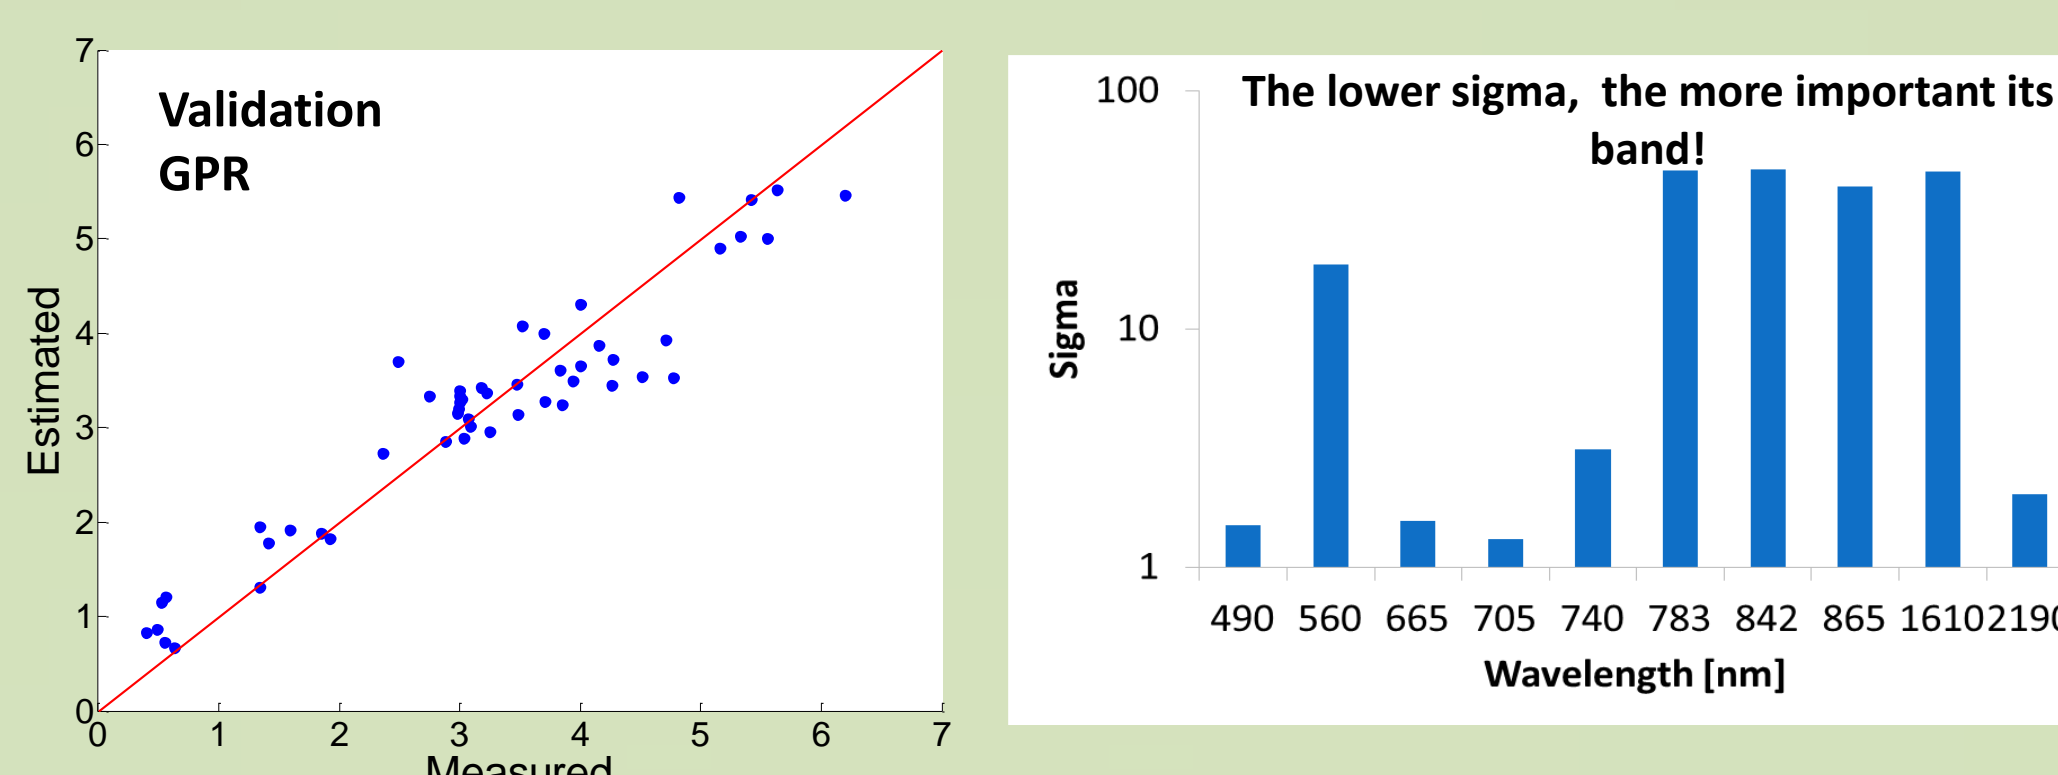 Validation
GPR
7
6
5
4
3
2
1
0
Estimated
0 1 2 3 4 5 6 7
Measured
The lower sigma, the more important its
band!
100
10
1
Sigma
490 560 665 705 740 783 842 865 1610 2190
Wavelength [nm]